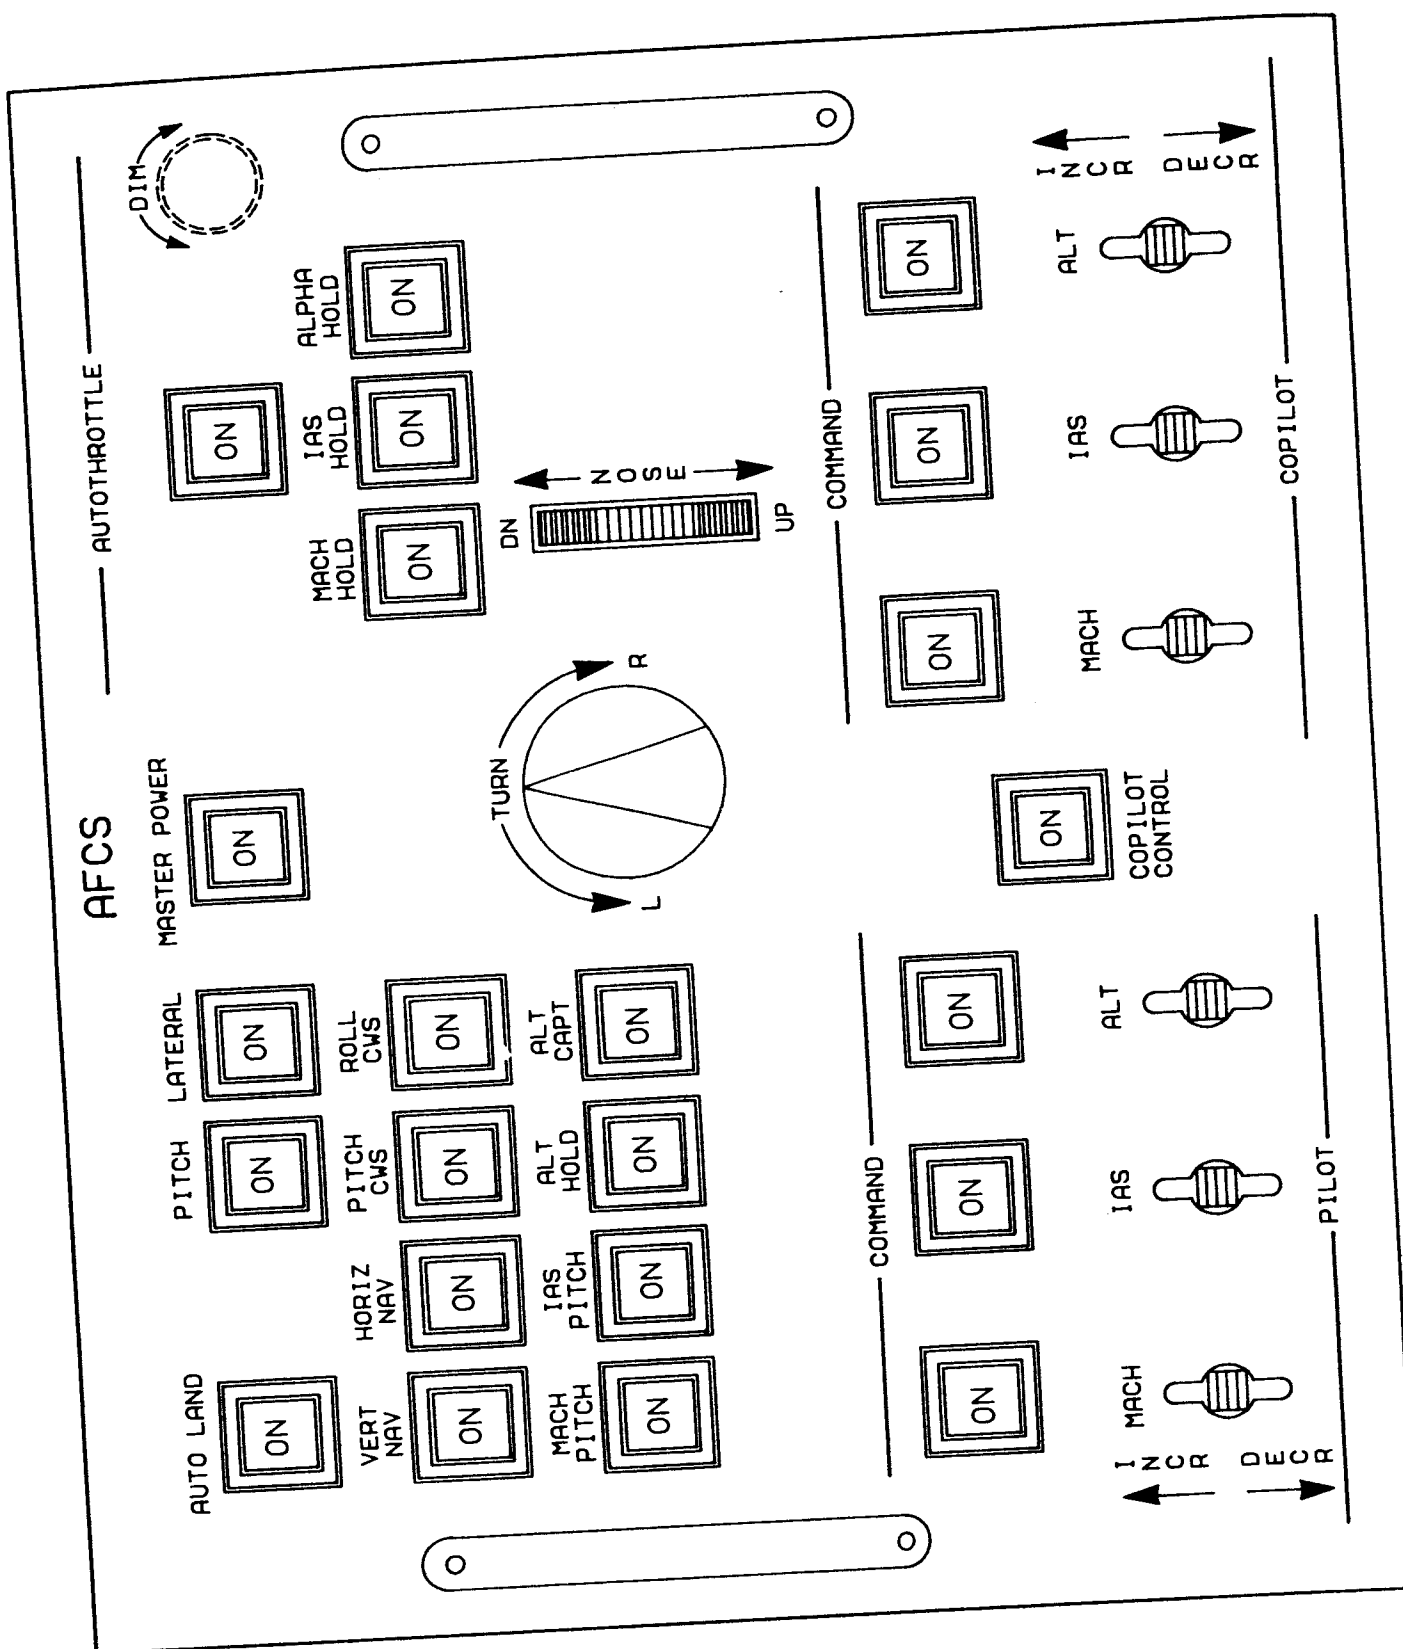 AFCS
AUTOTHROTTLE
AUTO LAND
PITCH
LATERAL
MASTER POWER
DIM
ON
ON
ON
ON
ON
VERT
NAV
HORIZ
NAV
PITCH
CWS
ROLL
CWS
MACH
HOLD
IAS
HOLD
ALPHA
HOLD
ON
ON
ON
ON
ON
ON
ON
MACH
PITCH
IAS
PITCH
ALT
HOLD
ALT
CAPT
ON
ON
ON
ON
TURN
L
R
DN
NOSE
UP
COMMAND
COMMAND
ON
ON
ON
ON
ON
ON
ON
COPILOT
CONTROL
MACH
IAS
ALT
MACH
IAS
ALT
INCR
DECR
INCR
DECR
PILOT
COPILOT